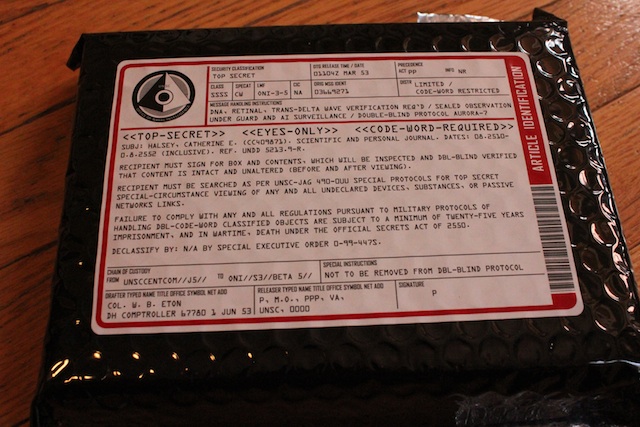 SECURITY CLASSIFICATION
TOP SECRET
SITO RELEASE TIME / DATE
011042 MAR 53
PRECEDENCE
ACT pp
INFO NR
CLASS
SSSS
SPECAT
CW
LMF
ONI-3-5
CIC
NA
ORIG MSG IDENT
03669271
LIMITED /
CODE-WORD RESTRICTED
MESSAGE HANDLING INSTRUCTIONS
DNA, RETINAL, TRANS-DELTA WAVE VERIFICATION REQ'D / SEALED OBSERVATION
UNDER GUARD AND AI SURVEILLANCE / DOUBLE-BLIND PROTOCOL AURORA-7
<<TOP-SECRET>> <<EYES-ONLY>> <<CODE-WORD-REQUIRED>>
SUBJ: HALSEY, CATHERINE E, (CC409871), SCIENTIFIC AND PERSONAL JOURNAL. DATES: 08.2510-
0.8.2552 (INCLUSIVE). REF. UNDD 5213.9-R.
RECIPIENT MUST SIGN FOR BOX AND CONTENTS, WHICH WILL BE INSPECTED AND DBL-BLIND VERIFIED
THAT CONTENT IS INTACT AND UNALTERED (BEFORE AND AFTER VIEWING).
RECIPIENT MUST BE SEARCHED AS PER UNSC-JAG 490-OUU SPECIAL PROTOCOLS FOR TOP SECRET
SPECIAL-CIRCUMSTANCE VIEWING OF ANY AND ALL UNDECLARED DEVICES, SUBSTANCES, OR PASSIVE
NETWORKS LINKS.
FAILURE TO COMPLY WITH ANY AND ALL REGULATIONS PURSUANT TO MILITARY PROTOCOLS OF
HANDLING DBL-CODE-WORD CLASSIFIED OBJECTS ARE SUBJECT TO A MINIMUM OF TWENTY-FIVE YEARS
IMPRISONMENT, AND IN WARTIME, DEATH UNDER THE OFFICIAL SECRETS ACT OF 2550.
DECLASSIFY BY: N/A BY SPECIAL EXECUTIVE ORDER 0-99-447S.
CHAIN OF CUSTODY
FROM UNSCCENTCOM//J5// TO ONI//S3//BETA 5//
SPECIAL INSTRUCTIONS
NOT TO BE REMOVED FROM DBL-BLIND PROTOCOL
DRAFTER TYPED NAME TITLE OFFICE SYMBOL NET ADD
COL. W. B. ETON
DH COMPTROLLER 67780 1 JUN 53
RELEASER TYPED NAME TITLE OFFICE SYMBOL NET ADD
P, M.O., PPP, VA,
UNSC, 0000
SIGNATURE
P
ARTICLE IDENTIFICATION